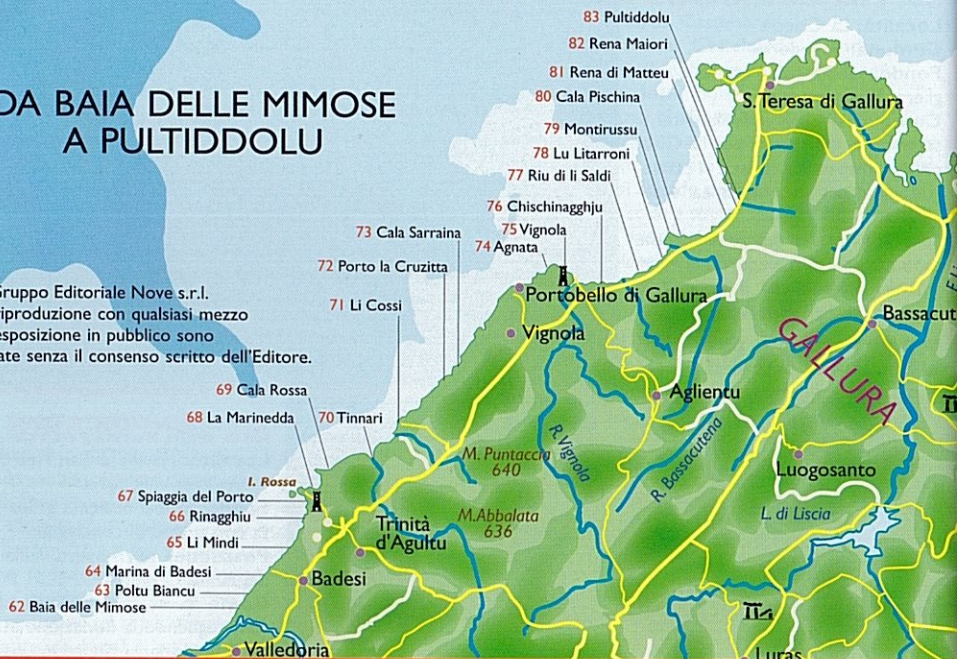 DA BAIA DELLE MIMOSE
A PULTIDDOLU
Gruppo Editoriale Nove s.r.l.
riproduzione con qualsiasi mezzo
esposizione in pubblico sono
ate senza il consenso scritto dell'Editore.
83 Pultiddolu
82 Rena Maiori
81 Rena di Matteu
80 Cala Pischina
79 Montirussu
78 Lu Litarroni
77 Riu di li Saldi
76 Chischinagghju
75 Vignola
74 Agnata
73 Cala Sarraina
72 Porto la Cruzitta
71 Li Cossi
69 Cala Rossa
68 La Marinedda
70 Tinnari
I. Rossa
67 Spiaggia del Porto
66 Rinagghiu
65 Li Mindi
64 Marina di Badesi
63 Poltu Biancu
62 Baia delle Mimose
S. Teresa di Gallura
Portobello di Gallura
Vignola
Bassacut
GALLURA
Aglientu
M. Puntaccia
640
R. Vignola
R. Bassacutena
Luogosanto
M. Abbalata
636
L. di Liscia
Trinità
d'Agultu
Badesi
Valledoria
Luras